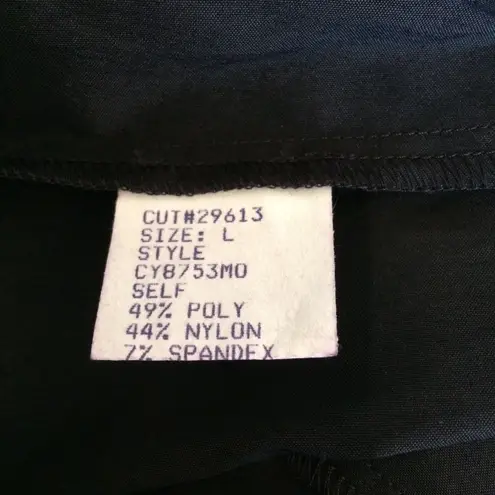 CUT#29613
SIZE: L
STYLE
CY8753MO
SELF
49% POLY
44% NYLON
7% SPANDEX